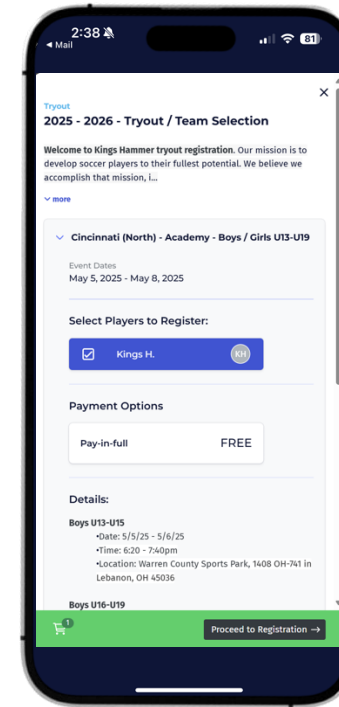 2:38
81
◀ Mail
×
Tryout
2025 - 2026 - Tryout / Team Selection
Welcome to Kings Hammer tryout registration. Our mission is to
develop soccer players to their fullest potential. We believe we
accomplish that mission, i...
more
Cincinnati (North) - Academy - Boys / Girls U13-U19
Event Dates
May 5, 2025 - May 8, 2025
Select Players to Register:
Kings H.
KH
Payment Options
Pay-in-full FREE
Details:
Boys U13-U15
•Date: 5/5/25 - 5/6/25
•Time: 6:20 - 7:40pm
•Location: Warren County Sports Park, 1408 OH-741 in
Lebanon, OH 45036
Boys U16-U19
1
Proceed to Registration →